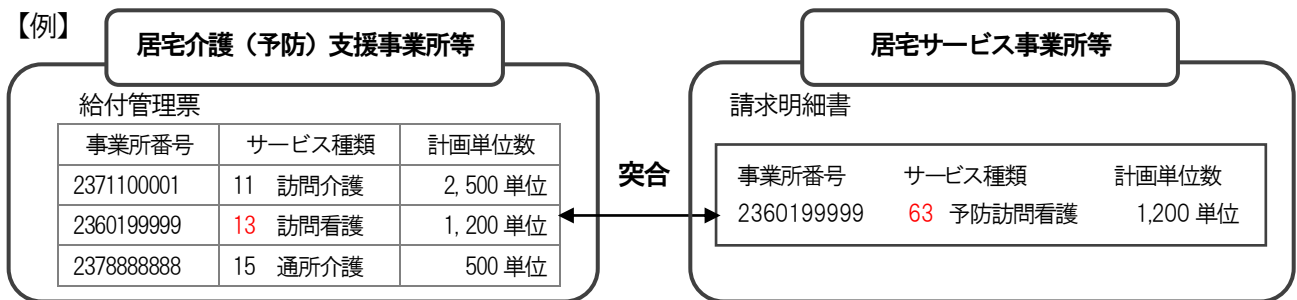 【例】
居宅介護（予防）支援事業所等
給付管理票
事業所番号 サービス種類 計画単位数
2371100001 11 訪問介護 2,500 単位
2360199999 13 訪問看護 1,200 単位
2378888888 15 通所介護 500 単位
突合
居宅サービス事業所等
請求明細書
事業所番号 サービス種類 計画単位数
2360199999 63 予防訪問看護 1,200 単位